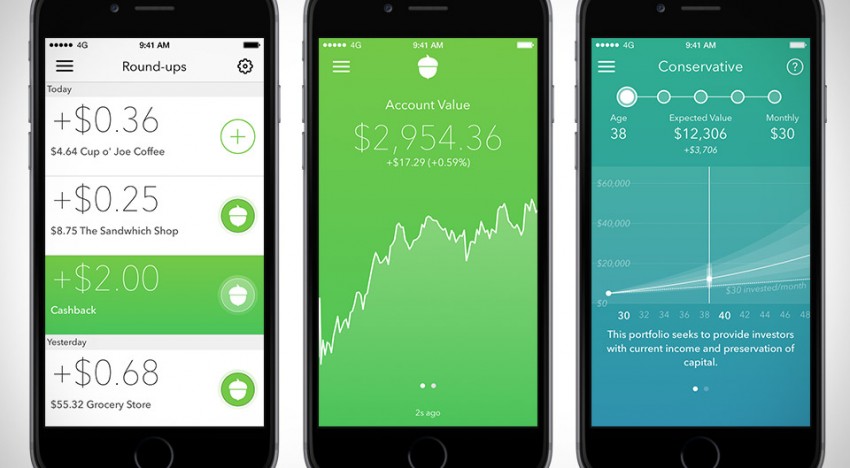 4G 9:41 AM
Round-ups
Today
+$0.36
$4.64 Cup o' Joe Coffee
+$0.25
$8.75 The Sandwhich Shop
+$2.00
Cashback
Yesterday
+$0.68
$55.32 Grocery Store
4G 9:41 AM
Account Value
$2,954.36
+$17.29 (+0.59%)
2s ago
4G 9:41 AM
Conservative ?
Age Expected Value Monthly
38 $12,306 $30
+$3,706
$60,000
$40,000
$20,000
$0
$30 invested/month
30 32 34 36 38 40 42 44 46 48
This portfolio seeks to provide investors
with current income and preservation of
capital.